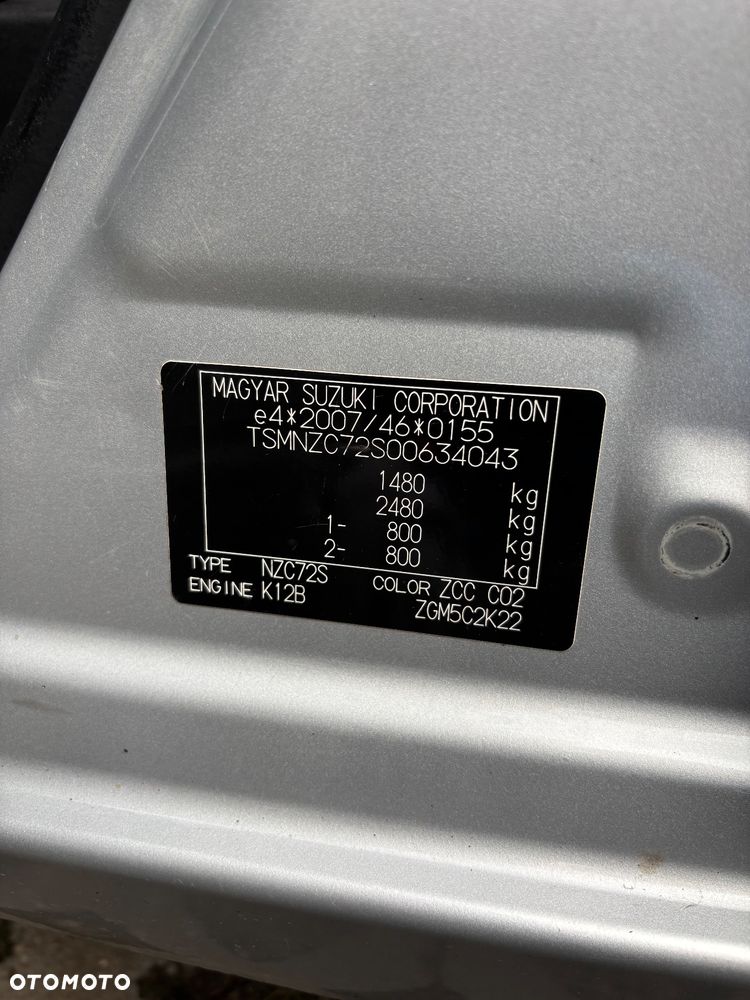 MAGYAR SUZUKI CORPORATION
e4*2007/46*0155
TSMNZC72S00634043
1480 kg
2480 kg
1- 800 kg
2- 800 kg
TYPE NZC72S COLOR ZCC C02
ENGINE K12B ZGM5C2K22
OTOMOTO